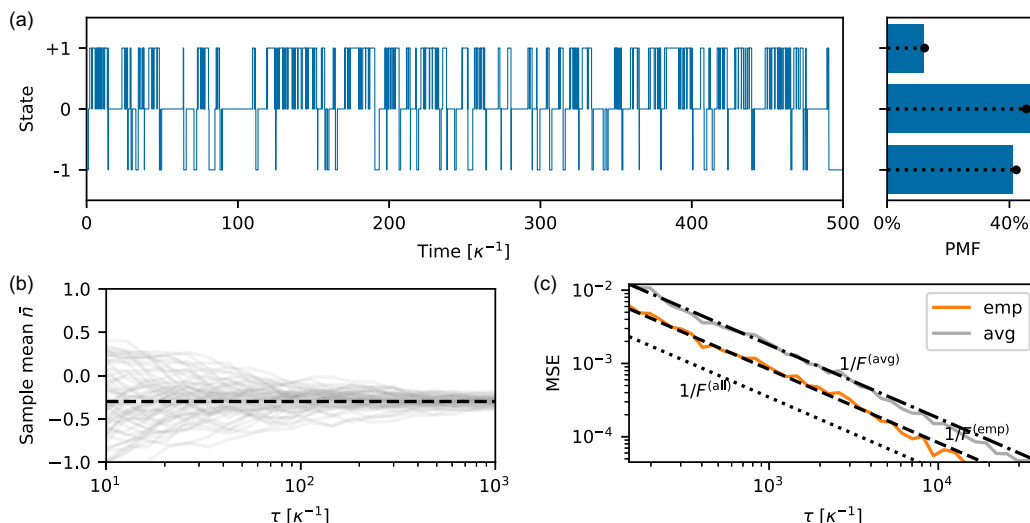 (a)
State
+1
0
-1
0
100
200
300
400
500
Time [κ⁻¹]
0%
40%
PMF
(b)
Sample mean n̄
1.0
0.5
0.0
−0.5
−1.0
10¹
10²
10³
τ [κ⁻¹]
(c)
MSE
10⁻²
10⁻³
10⁻⁴
emp
avg
1/F⁽ᵃᵛᵍ⁾
1/F⁽ᵃˡˡ⁾
1/F⁽ᵉᵐᵖ⁾
10³
10⁴
τ [κ⁻¹]